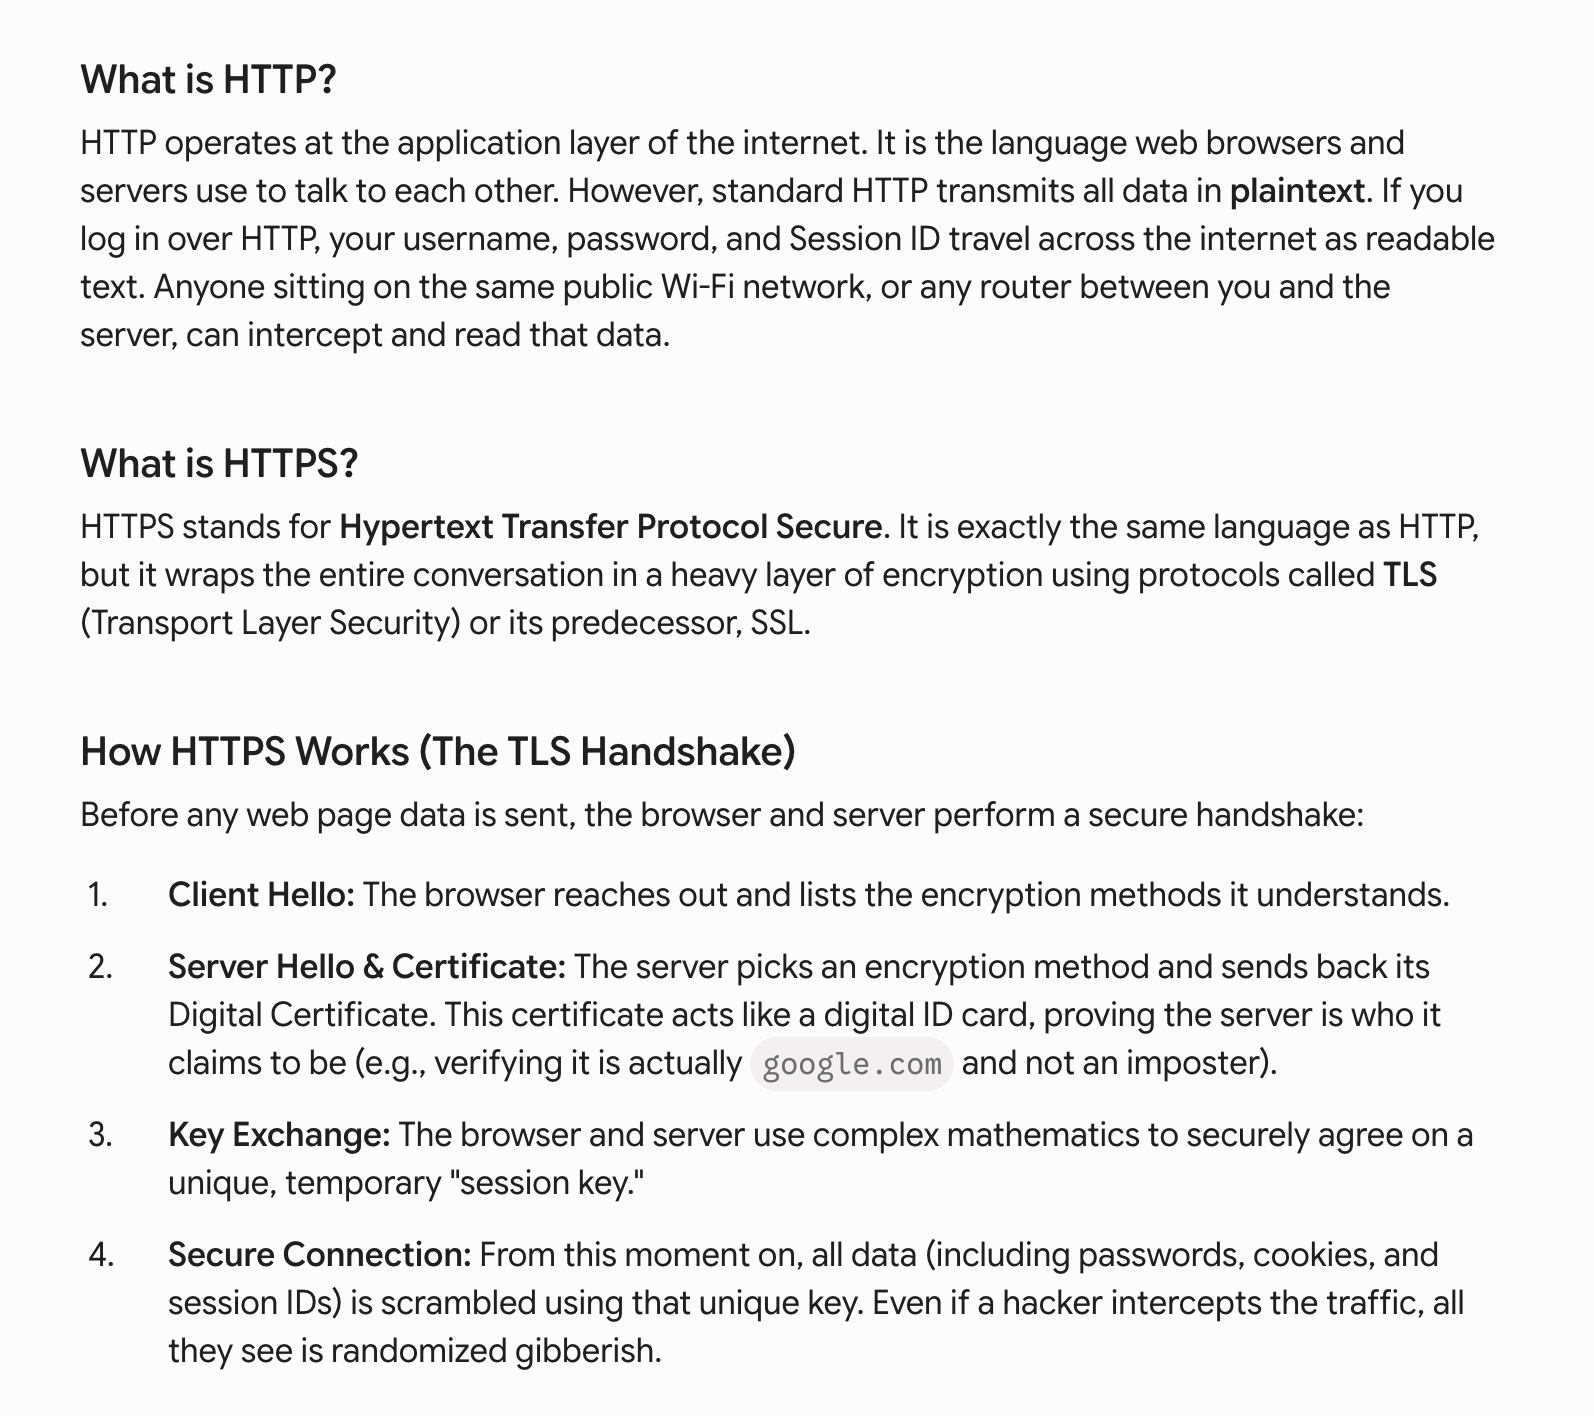 What is HTTP?
HTTP operates at the application layer of the internet. It is the language web browsers and
servers use to talk to each other. However, standard HTTP transmits all data in plaintext. If you
log in over HTTP, your username, password, and Session ID travel across the internet as readable
text. Anyone sitting on the same public Wi-Fi network, or any router between you and the
server, can intercept and read that data.
What is HTTPS?
HTTPS stands for Hypertext Transfer Protocol Secure. It is exactly the same language as HTTP,
but it wraps the entire conversation in a heavy layer of encryption using protocols called TLS
(Transport Layer Security) or its predecessor, SSL.
How HTTPS Works (The TLS Handshake)
Before any web page data is sent, the browser and server perform a secure handshake:
1. Client Hello: The browser reaches out and lists the encryption methods it understands.
2. Server Hello & Certificate: The server picks an encryption method and sends back its
Digital Certificate. This certificate acts like a digital ID card, proving the server is who it
claims to be (e.g., verifying it is actually google.com and not an imposter).
3. Key Exchange: The browser and server use complex mathematics to securely agree on a
unique, temporary "session key."
4. Secure Connection: From this moment on, all data (including passwords, cookies, and
session IDs) is scrambled using that unique key. Even if a hacker intercepts the traffic, all
they see is randomized gibberish.